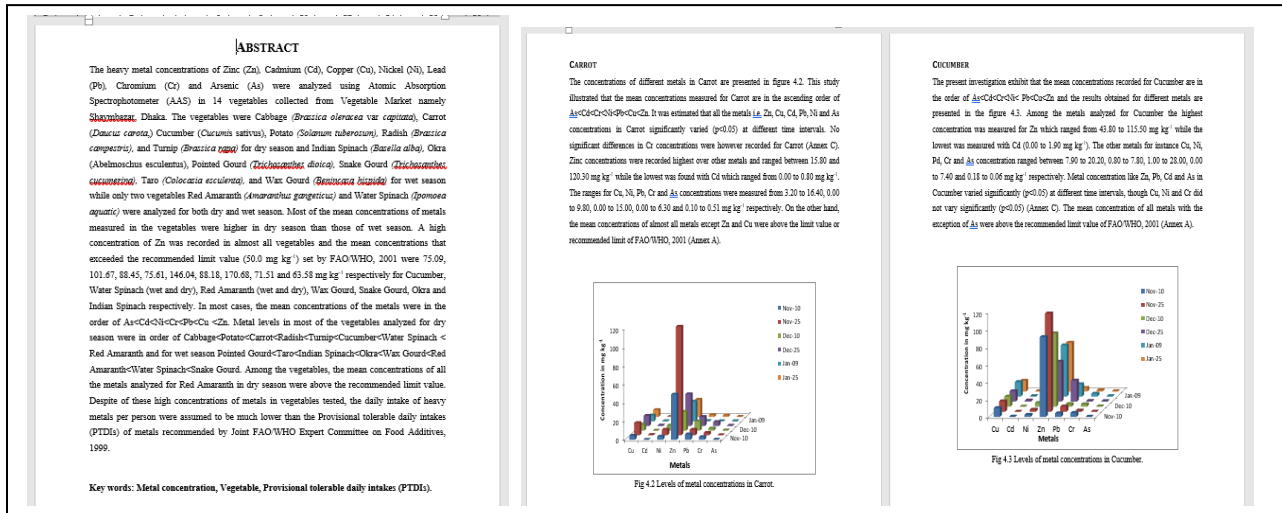 ABSTRACT
The heavy metal concentrations of Zinc (Zn), Cadmium (Cd), Copper (Cu), Nickel (Ni), Lead
(Pb), Chromium (Cr) and Arsenic (As) were analyzed using Atomic Absorption
Spectrophotometer (AAS) in 14 vegetables collected from Vegetable Market namely
Shaymbazar, Dhaka. The vegetables were Cabbage (Brassica oleracea var capitata), Carrot
(Daucus carota,) Cucumber (Cucumis sativus), Potato (Solanum tuberosum), Radish (Brassica
campestris), and Turnip (Brassica rapa) for dry season and Indian Spinach (Basella alba), Okra
(Abelmoschus esculentus), Pointed Gourd (Trichosanthes dioica), Snake Gourd (Trichosanthes
cucumerina), Taro (Colocasia esculenta), and Wax Gourd (Benincasa hispida) for wet season
while only two vegetables Red Amaranth (Amaranthus gangeticus) and Water Spinach (Ipomoea
aquatic) were analyzed for both dry and wet season. Most of the mean concentrations of metals
measured in the vegetables were higher in dry season than those of wet season. A high
concentration of Zn was recorded in almost all vegetables and the mean concentrations that
exceeded the recommended limit value (50.0 mg kg-1) set by FAO/WHO, 2001 were 75.09,
101.67, 88.45, 75.61, 146.04, 88.18, 170.68, 71.51 and 63.58 mg kg-1 respectively for Cucumber,
Water Spinach (wet and dry), Red Amaranth (wet and dry), Wax Gourd, Snake Gourd, Okra and
Indian Spinach respectively. In most cases, the mean concentrations of the metals were in the
order of As<Cd<Ni<Cr<Pb<Cu <Zn. Metal levels in most of the vegetables analyzed for dry
season were in order of Cabbage<Potato<Carrot<Radish<Turnip<Cucumber<Water Spinach <
Red Amaranth and for wet season Pointed Gourd<Taro<Indian Spinach<Okra<Wax Gourd<Red
Amaranth<Water Spinach<Snake Gourd. Among the vegetables, the mean concentrations of all
the metals analyzed for Red Amaranth in dry season were above the recommended limit value.
Despite of these high concentrations of metals in vegetables tested, the daily intake of heavy
metals per person were assumed to be much lower than the Provisional tolerable daily intakes
(PTDIs) of metals recommended by Joint FAO/WHO Expert Committee on Food Additives,
1999.
Key words: Metal concentration, Vegetable, Provisional tolerable daily intakes (PTDIs).
CARROT
The concentrations of different metals in Carrot are presented in figure 4.2. This study
illustrated that the mean concentrations measured for Carrot are in the ascending order of
As<Cd<Cr<Ni<Pb<Cu<Zn. It was estimated that all the metals i.e. Zn, Cu, Cd, Pb, Ni and As
concentrations in Carrot significantly varied (p<0.05) at different time intervals. No
significant differences in Cr concentrations were however recorded for Carrot (Annex C).
Zinc concentrations were recorded highest over other metals and ranged between 15.80 and
120.30 mg kg-1 while the lowest was found with Cd which ranged from 0.00 to 0.80 mg kg-1.
The ranges for Cu, Ni, Pb, Cr and As concentrations were measured from 3.20 to 16.40, 0.00
to 9.80, 0.00 to 15.00, 0.00 to 6.30 and 0.10 to 0.51 mg kg-1 respectively. On the other hand,
the mean concentrations of almost all metals except Zn and Cu were above the limit value or
recommended limit of FAO/WHO, 2001 (Annex A).
Nov-10
Nov-25
Dec-10
Dec-25
Jan-09
Jan-25
Concentration in mg kg-1
120
100
80
60
40
20
0
Cu Cd Ni Zn Pb Cr As
Jan-09
Dec-10
Nov-10
Metals
Fig 4.2 Levels of metal concentrations in Carrot.
CUCUMBER
The present investigation exhibit that the mean concentrations recorded for Cucumber are in
the order of As<Cd<Cr<Ni< Pb<Cu<Zn and the results obtained for different metals are
presented in the figure 4.3. Among the metals analyzed for Cucumber the highest
concentration was measured for Zn which ranged from 43.80 to 115.50 mg kg-1 while the
lowest was measured with Cd (0.00 to 1.90 mg kg-1). The other metals for instance Cu, Ni,
Pd, Cr and As concentration ranged between 7.90 to 20.20, 0.80 to 7.80, 1.00 to 28.00, 0.00
to 7.40 and 0.18 to 0.06 mg kg-1 respectively. Metal concentration like Zn, Pb, Cd and As in
Cucumber varied significantly (p<0.05) at different time intervals, though Cu, Ni and Cr did
not vary significantly (p<0.05) (Annex C). The mean concentration of all metals with the
exception of As were above the recommended limit value of FAO/WHO, 2001 (Annex A).
Nov-10
Nov-25
Dec-10
Dec-25
Jan-09
Jan-25
Concentration in mg kg-1
120
100
80
60
40
20
0
Cu Cd Ni Zn Pb Cr As
Jan-09
Dec-10
Nov-10
Metals
Fig 4.3 Levels of metal concentrations in Cucumber.